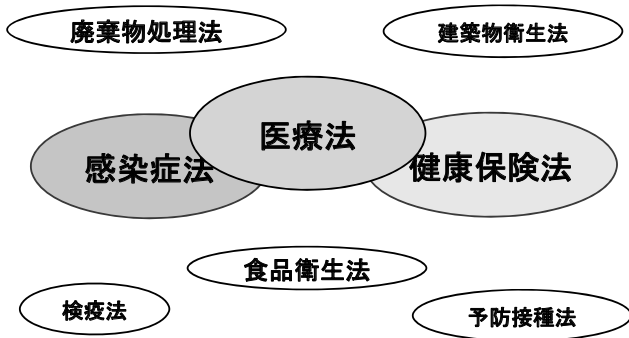 廃棄物処理法
建築物衛生法
医療法
感染症法
健康保険法
食品衛生法
検疫法
予防接種法